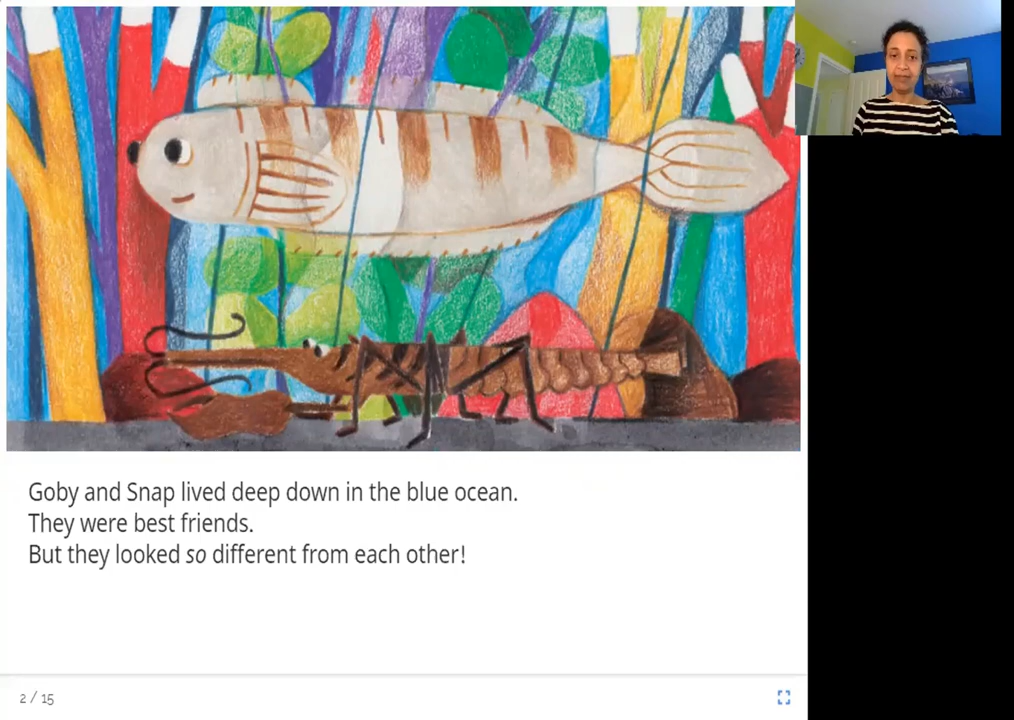 Goby and Snap lived deep down in the blue ocean.
They were best friends.
But they looked so different from each other!
2 / 15